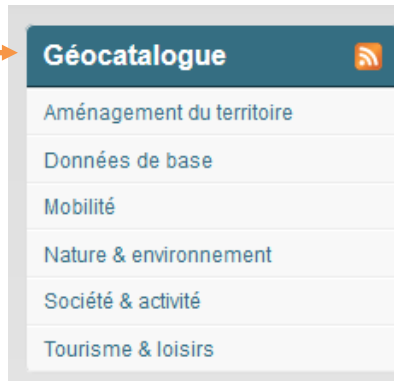 Géocatalogue
Aménagement du territoire
Données de base
Mobilité
Nature & environnement
Société & activité
Tourisme & loisirs